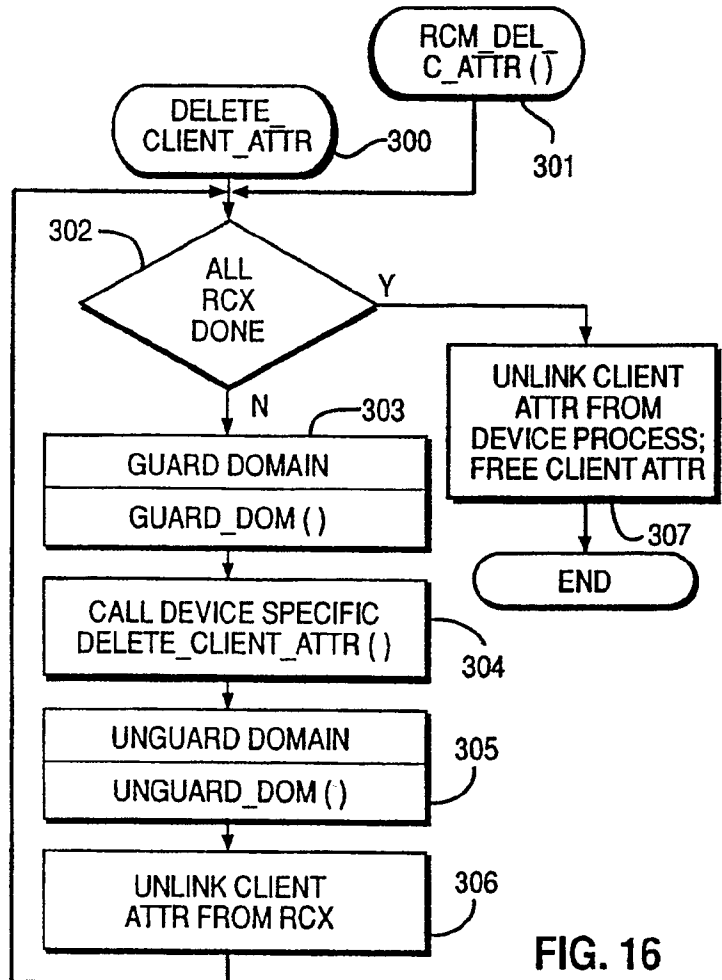 RCM_DEL_
C_ATTR ( )
301
DELETE_
CLIENT_ATTR
300
302
ALL
RCX
DONE
Y
N
303
GUARD DOMAIN
GUARD_DOM ( )
UNLINK CLIENT
ATTR FROM
DEVICE PROCESS;
FREE CLIENT ATTR
307
END
CALL DEVICE SPECIFIC
DELETE_CLIENT_ATTR ( )
304
UNGUARD DOMAIN
UNGUARD_DOM ( )
305
UNLINK CLIENT
ATTR FROM RCX
306
FIG. 16